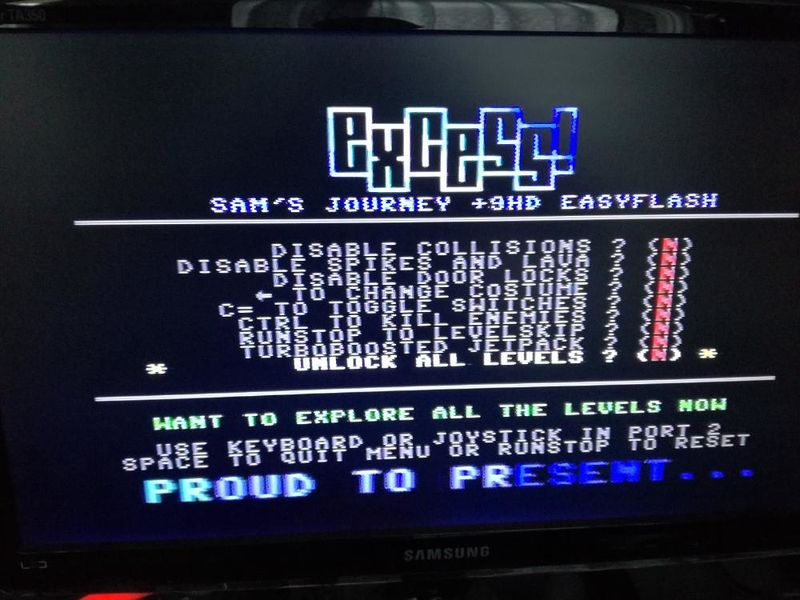 TA350
excess!
SAM'S JOURNEY +9HD EASYFLASH
DISABLE COLLISIONS ? (N)
DISABLE SPIKES AND LAVA ? (N)
DISABLE DOOR LOCKS ? (N)
← TO CHANGE COSTUME ? (N)
C= TO TOGGLE SWITCHES ? (N)
CTRL TO KILL ENEMIES ? (N)
RUNSTOP TO LEVELSKIP ? (N)
TURBOBOOSTED JETPACK ? (N)
* UNLOCK ALL LEVELS ? (N) *
WANT TO EXPLORE ALL THE LEVELS NOW
USE KEYBOARD OR JOYSTICK IN PORT 2
SPACE TO QUIT MENU OR RUNSTOP TO RESET
PROUD TO PRESENT...
SAMSUNG